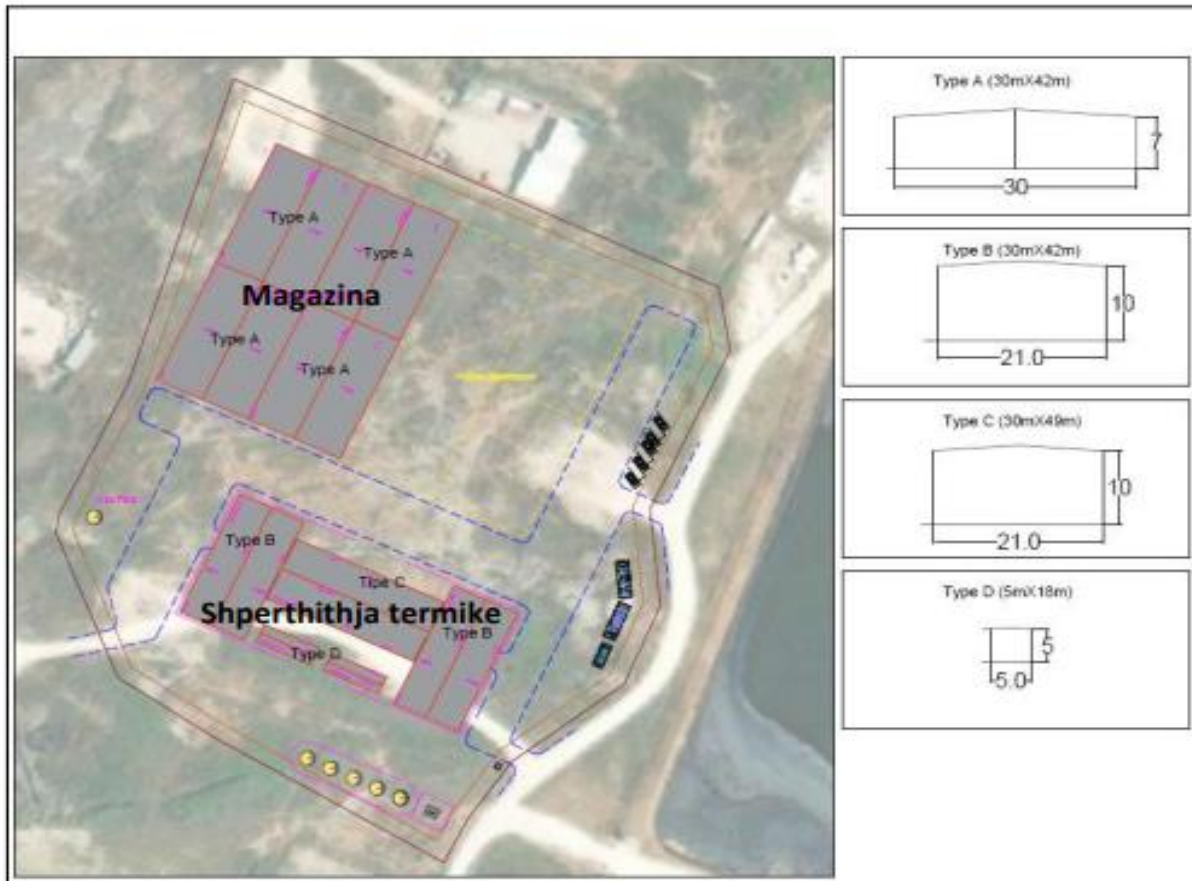 Type A
Type A
Magazina
Type A
Type A
Type B
Tipe C
Shperthithja termike
Type B
Type D
Type A (30mX42m)
7
30
Type B (30mX42m)
10
21.0
Type C (30mX49m)
10
21.0
Type D (5mX18m)
5
5.0